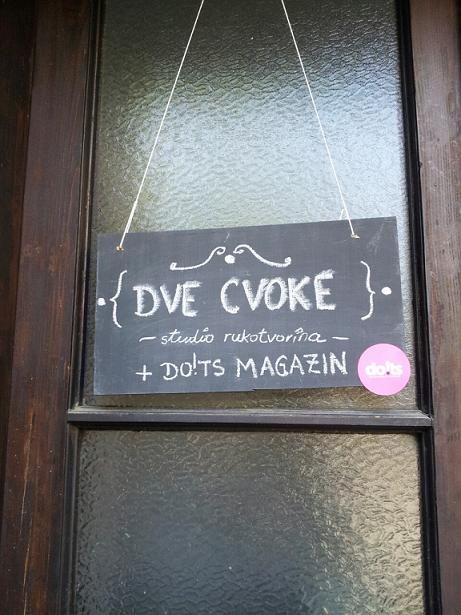 {DVE CVOKE}
- studio rukotvorina -
+ DO!TS MAGAZIN
do!ts